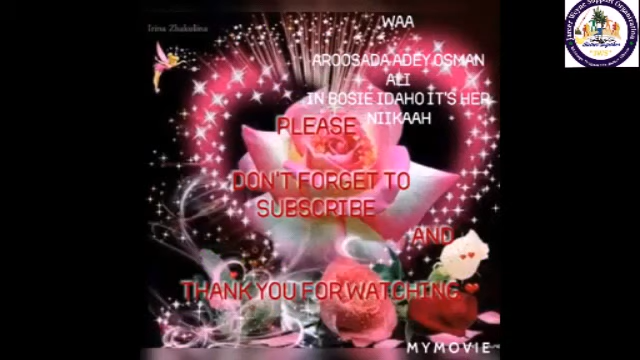 Irina Zhukolina
WAA
AROOSADA ADEY OSMAN
ALI
IN BOSIE IDAHO IT'S HER
NIIKAAH
PLEASE
DON'T FORGET TO
SUBSCRIBE
AND
THANK YOU FOR WATCHING
MYMOVIE